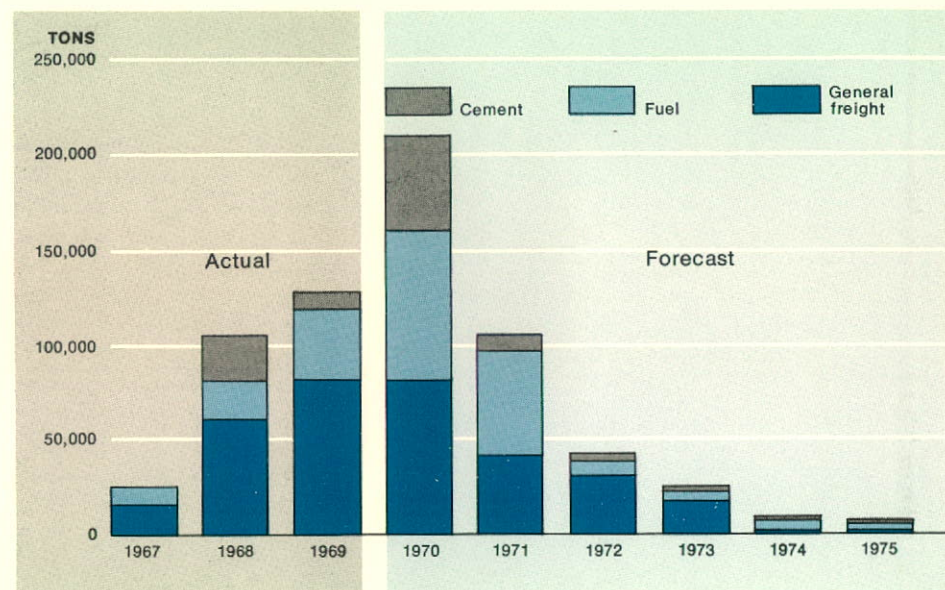 TONS
250,000
Cement
Fuel
General
freight
200,000
150,000
Actual
Forecast
100,000
50,000
0
1967 1968 1969 1970 1971 1972 1973 1974 1975